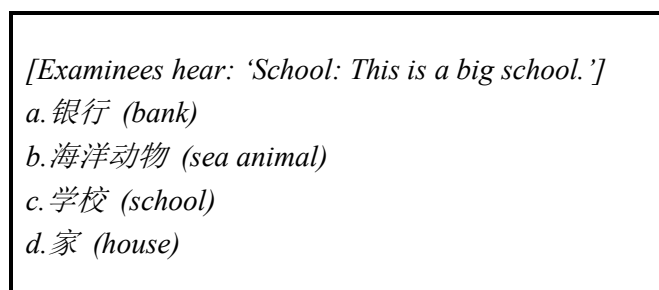 [Examinees hear: ‘School: This is a big school.’]
a.银行 (bank)
b.海洋动物 (sea animal)
c.学校 (school)
d.家 (house)